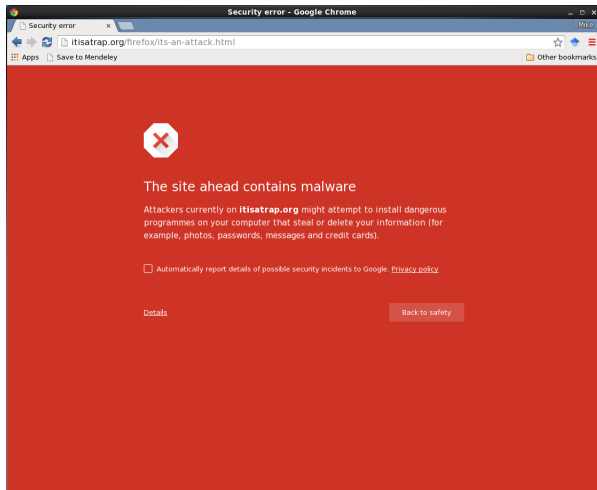 Security error - Google Chrome
Security error
Mike
itisatrap.org/firefox/its-an-attack.html
Apps Save to Mendeley Other bookmarks
The site ahead contains malware
Attackers currently on itisatrap.org might attempt to install dangerous
programmes on your computer that steal or delete your information (for
example, photos, passwords, messages and credit cards).
Automatically report details of possible security incidents to Google. Privacy policy
Details Back to safety